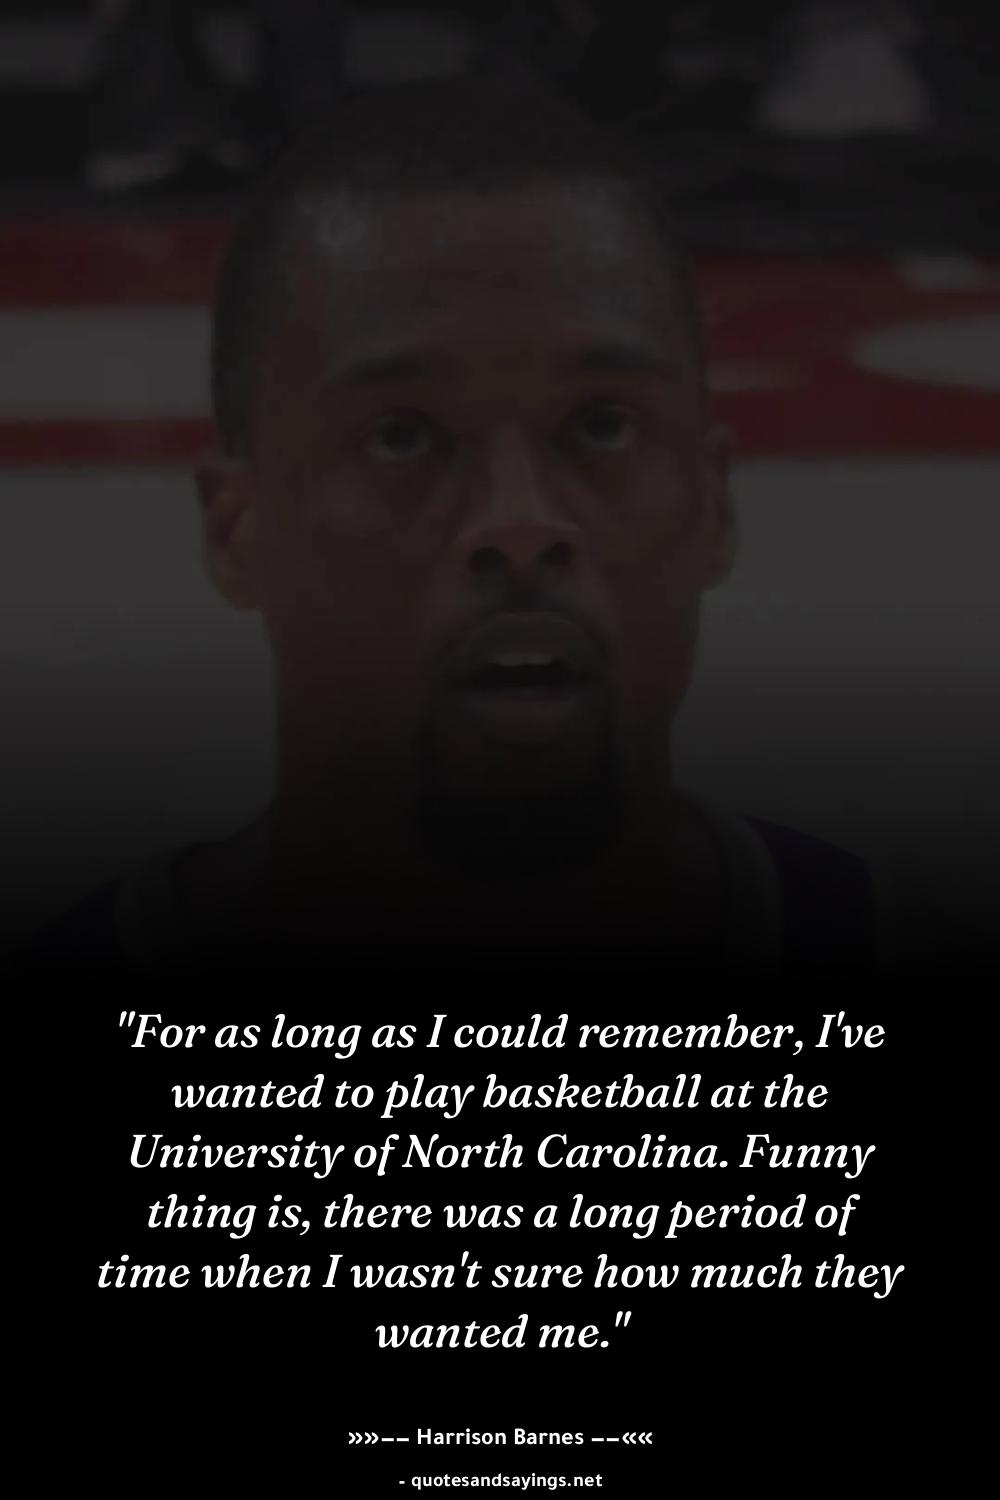 "For as long as I could remember, I've
wanted to play basketball at the
University of North Carolina. Funny
thing is, there was a long period of
time when I wasn't sure how much they
wanted me."
»»−− Harrison Barnes −−««
- quotesandsayings.net